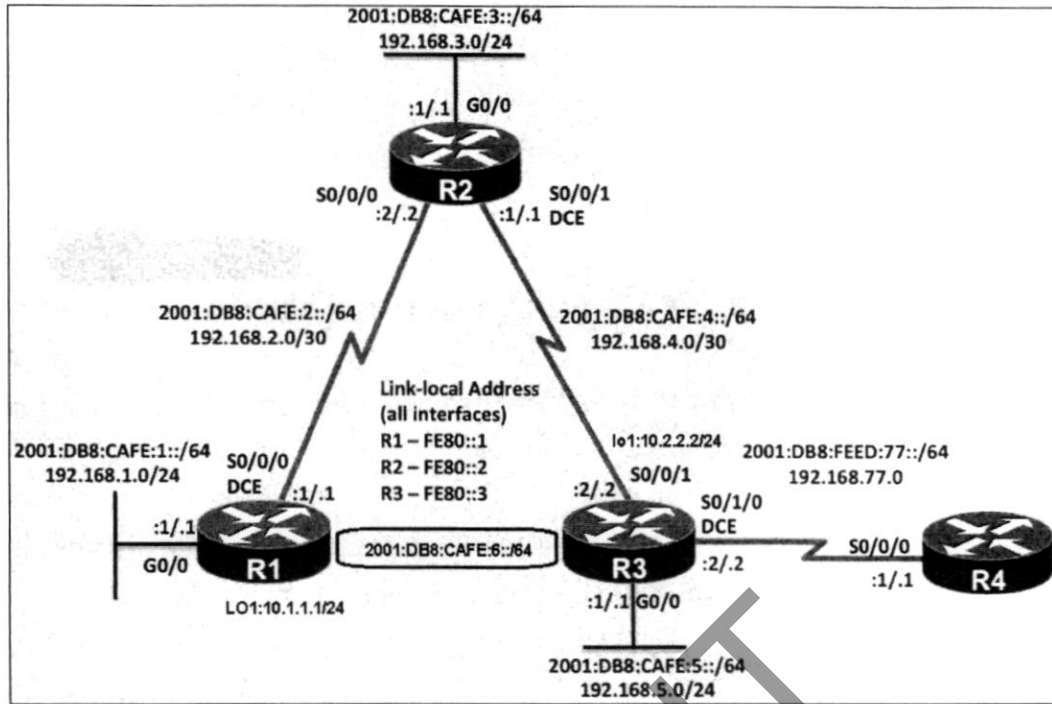 2001:DB8:CAFE:3::/64
192.168.3.0/24
:1/.1 G0/0
R2
S0/0/0
:2/.2
:1/.1
S0/0/1
DCE
2001:DB8:CAFE:2::/64
192.168.2.0/30
2001:DB8:CAFE:4::/64
192.168.4.0/30
Link-local Address
(all interfaces)
R1 – FE80::1
R2 – FE80::2
R3 – FE80::3
lo1:10.2.2.2/24
2001:DB8:CAFE:1::/64
192.168.1.0/24
S0/0/0
DCE
:1/.1
:1/.1
G0/0
R1
LO1:10.1.1.1/24
2001:DB8:CAFE:6::/64
:2/.2
S0/0/1
R3
S0/1/0
DCE
:2/.2
:1/.1 G0/0
2001:DB8:FEED:77::/64
192.168.77.0
S0/0/0
:1/.1
R4
2001:DB8:CAFE:5::/64
192.168.5.0/24